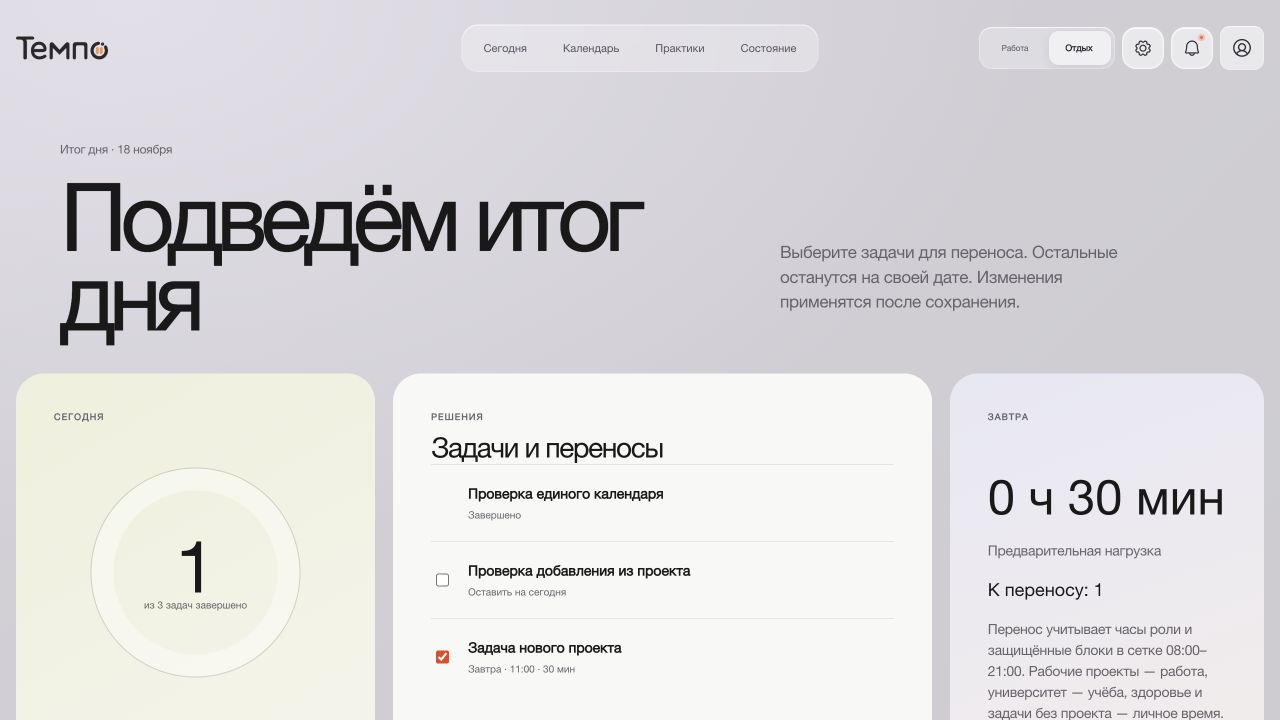 Темпо
Сегодня
Календарь
Практики
Состояние
Работа
Отдых
Итог дня · 18 ноября
Подведём итог
дня
Выберите задачи для переноса. Остальные
останутся на своей дате. Изменения
применятся после сохранения.
СЕГОДНЯ
1
из 3 задач завершено
РЕШЕНИЯ
Задачи и переносы
Проверка единого календаря
Завершено
Проверка добавления из проекта
Оставить на сегодня
Задача нового проекта
Завтра · 11:00 · 30 мин
ЗАВТРА
0 ч 30 мин
Предварительная нагрузка
К переносу: 1
Перенос учитывает часы роли и
защищённые блоки в сетке 08:00–
21:00. Рабочие проекты — работа,
университет — учёба, здоровье и
задачи без проекта — личное время.